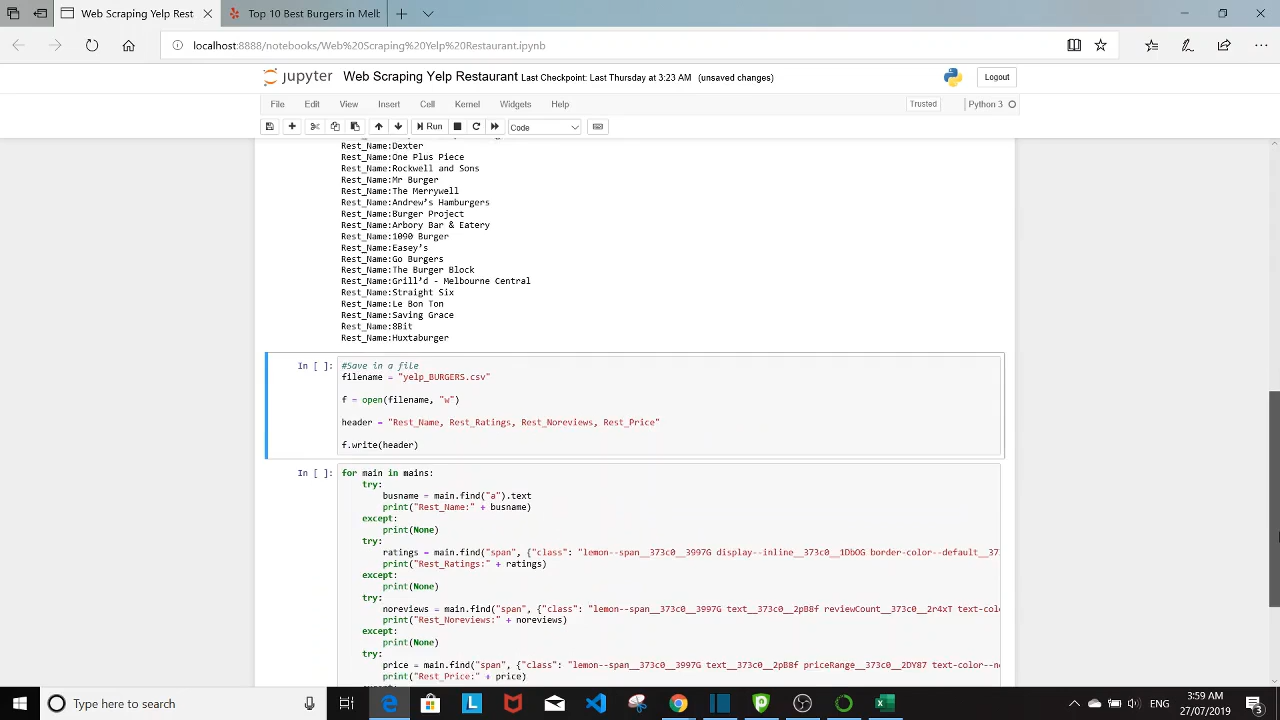 Web Scraping Yelp Rest
Top 10 Best Burgers in Mell
localhost:8888/notebooks/Web%20Scraping%20Yelp%20Restaurant.ipynb
jupyter Web Scraping Yelp Restaurant Last Checkpoint: Last Thursday at 3:23 AM (unsaved changes)
Logout
File Edit View Insert Cell Kernel Widgets Help
Trusted
Python 3
Run
Code
Rest_Name:Dexter
Rest_Name:One Plus Piece
Rest_Name:Rockwell and Sons
Rest_Name:Mr Burger
Rest_Name:The Merrywell
Rest_Name:Andrew's Hamburgers
Rest_Name:Burger Project
Rest_Name:Arbory Bar & Eatery
Rest_Name:1090 Burger
Rest_Name:Easey's
Rest_Name:Go Burgers
Rest_Name:The Burger Block
Rest_Name:Grill'd - Melbourne Central
Rest_Name:Straight Six
Rest_Name:Le Bon Ton
Rest_Name:Saving Grace
Rest_Name:8Bit
Rest_Name:Huxtaburger
In [ ]: #Save in a file
filename = "yelp_BURGERS.csv"
f = open(filename, "w")
header = "Rest_Name, Rest_Ratings, Rest_Noreviews, Rest_Price"
f.write(header)
In [ ]: for main in mains:
try:
busname = main.find("a").text
print("Rest_Name:" + busname)
except:
print(None)
try:
ratings = main.find("span", {"class": "lemon--span__373c0__3997G display--inline__373c0__1DbOG border-color--default__37
print("Rest_Ratings:" + ratings)
except:
print(None)
try:
noreviews = main.find("span", {"class": "lemon--span__373c0__3997G text__373c0__2pB8f reviewCount__373c0__2r4xT text-colo
print("Rest_Noreviews:" + noreviews)
except:
print(None)
try:
price = main.find("span", {"class": "lemon--span__373c0__3997G text__373c0__2pB8f priceRange__373c0__2DY87 text-color--n
print("Rest_Price:" + price)
Type here to search
ENG
3:59 AM
27/07/2019
3